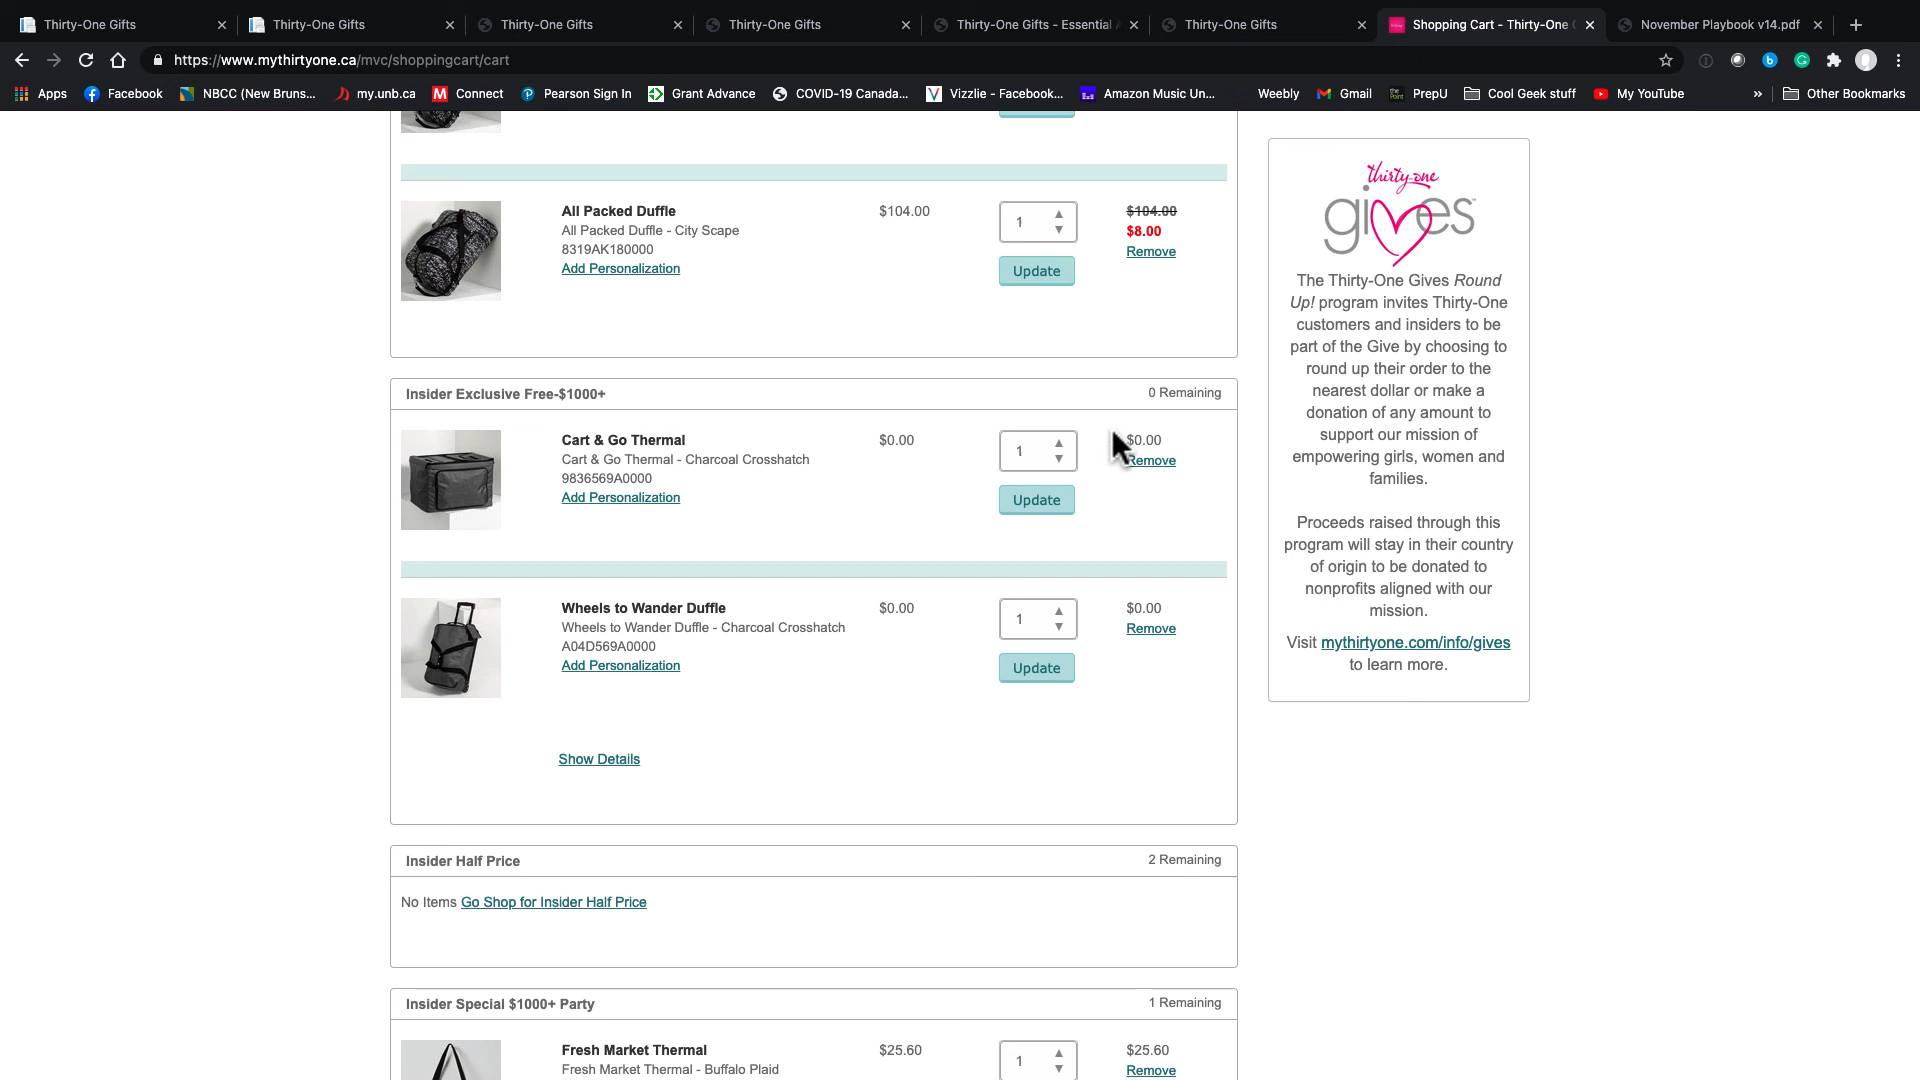 Thirty-One Gifts
Thirty-One Gifts
Thirty-One Gifts
Thirty-One Gifts
Thirty-One Gifts - Essential
Thirty-One Gifts
Shopping Cart - Thirty-One
November Playbook v14.pdf
https://www.mythirtyone.ca/mvc/shoppingcart/cart
Apps
Facebook
NBCC (New Bruns...
my.unb.ca
Connect
Pearson Sign In
Grant Advance
COVID-19 Canada...
Vizzlie - Facebook...
Amazon Music Un...
Weebly
Gmail
PrepU
Cool Geek stuff
My YouTube
»
Other Bookmarks
All Packed Duffle
All Packed Duffle - City Scape
8319AK180000
Add Personalization
$104.00
1
Update
$104.00
$8.00
Remove
Insider Exclusive Free-$1000+
0 Remaining
Cart & Go Thermal
Cart & Go Thermal - Charcoal Crosshatch
9836569A0000
Add Personalization
$0.00
1
Update
$0.00
Remove
Wheels to Wander Duffle
Wheels to Wander Duffle - Charcoal Crosshatch
A04D569A0000
Add Personalization
$0.00
1
Update
$0.00
Remove
Show Details
Insider Half Price
2 Remaining
No Items Go Shop for Insider Half Price
Insider Special $1000+ Party
1 Remaining
Fresh Market Thermal
Fresh Market Thermal - Buffalo Plaid
$25.60
1
$25.60
Remove
thirty-one
gives™
The Thirty-One Gives Round
Up! program invites Thirty-One
customers and insiders to be
part of the Give by choosing to
round up their order to the
nearest dollar or make a
donation of any amount to
support our mission of
empowering girls, women and
families.
Proceeds raised through this
program will stay in their country
of origin to be donated to
nonprofits aligned with our
mission.
Visit mythirtyone.com/info/gives
to learn more.